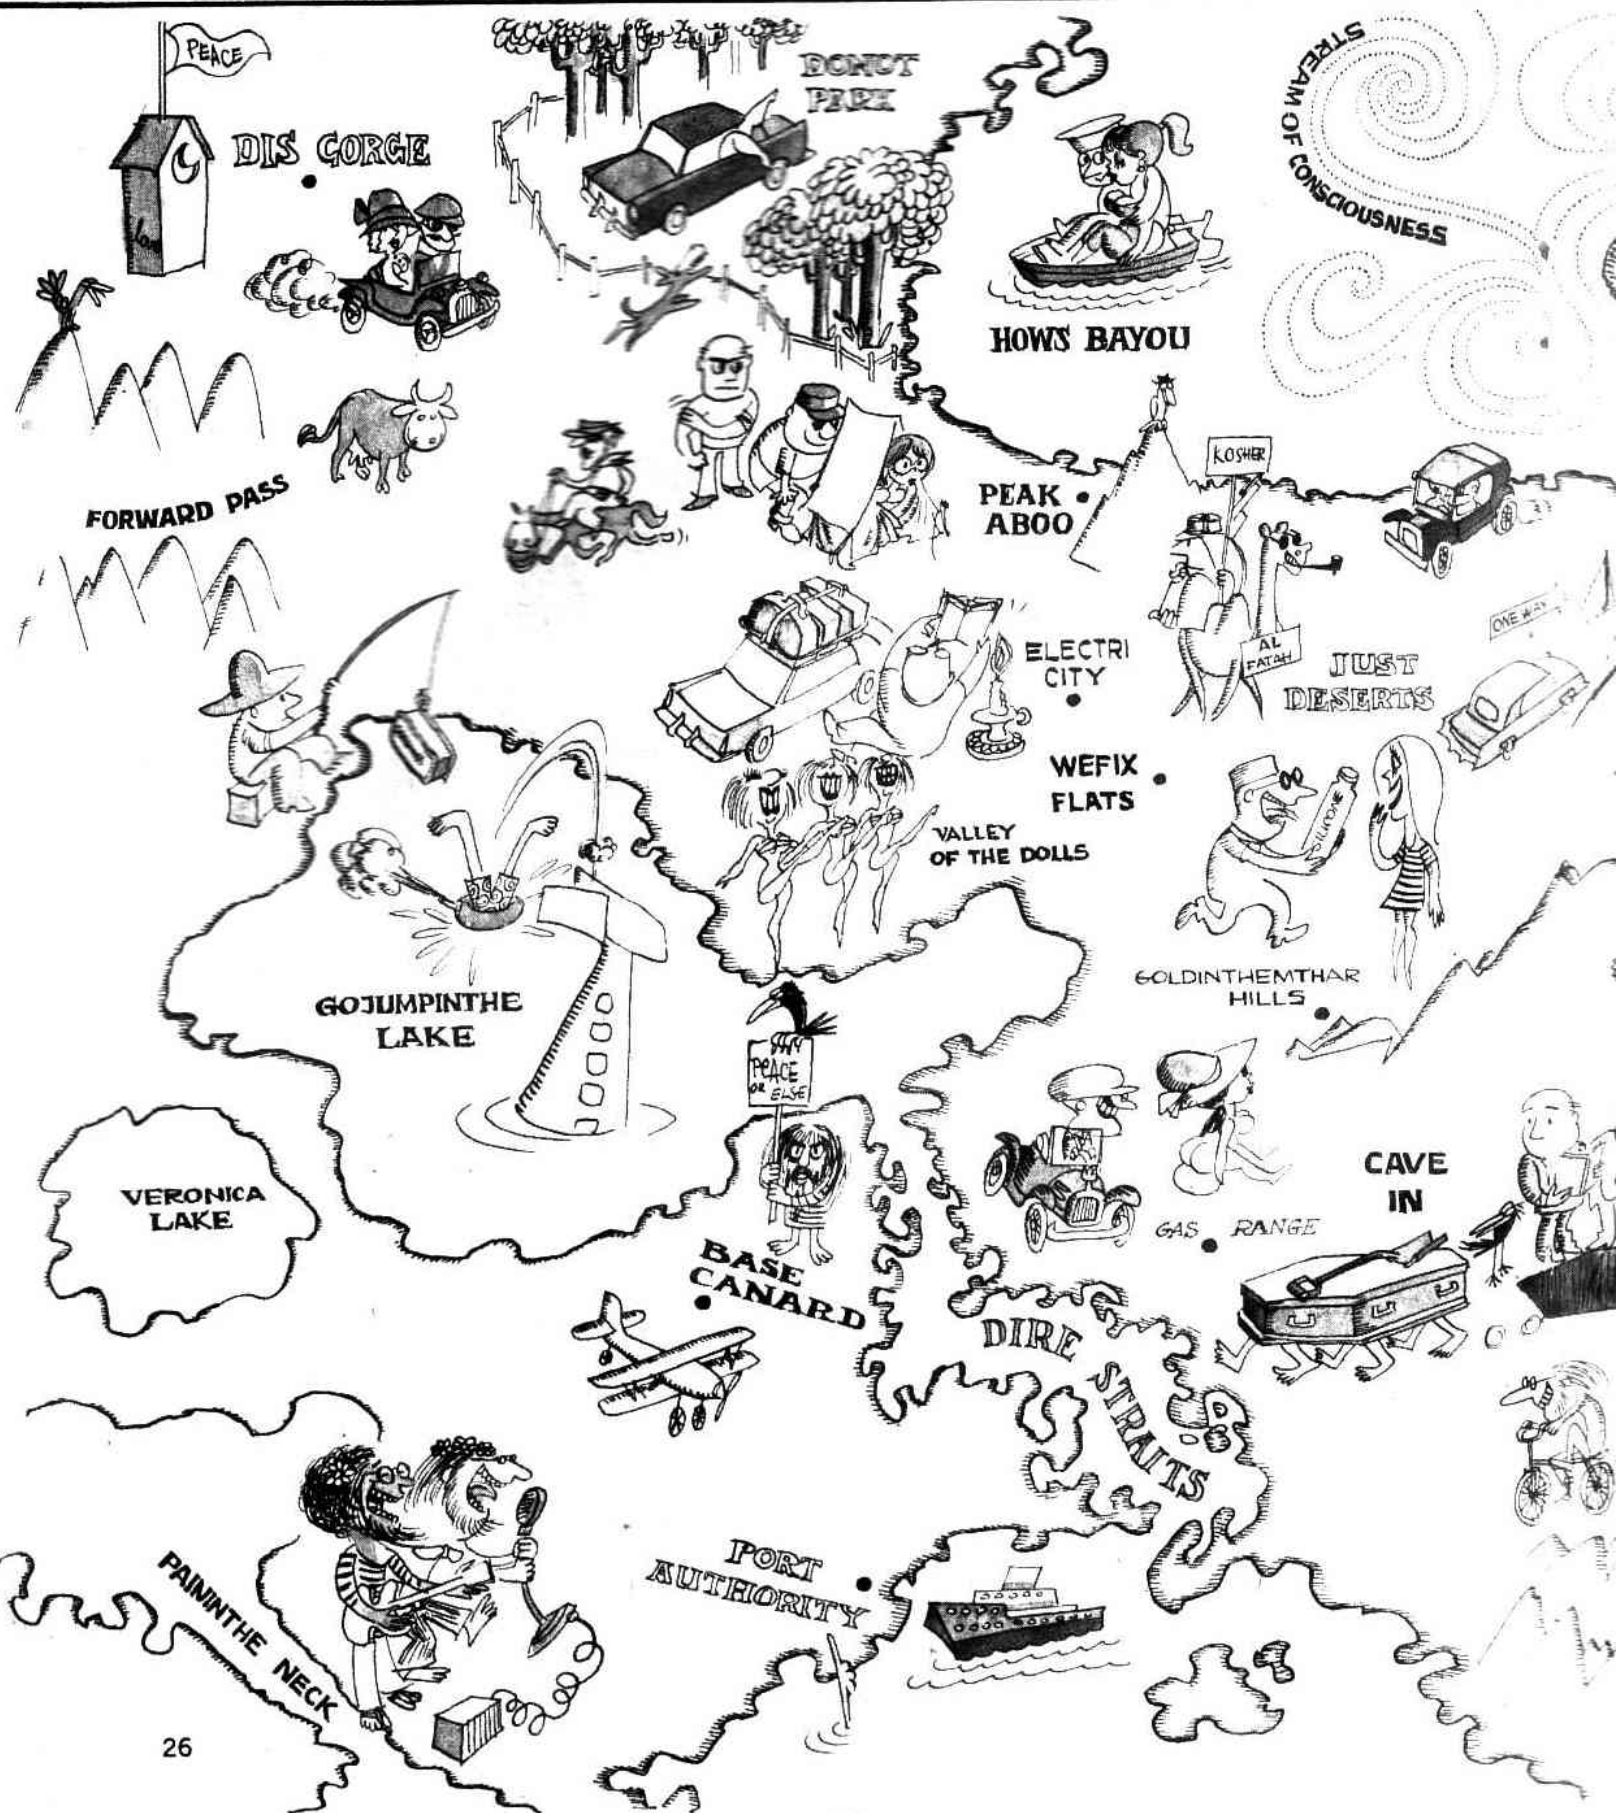 PEACE
DIS GORGE
DONUT
PARK
STREAM OF CONSCIOUSNESS
HOWS BAYOU
FORWARD PASS
PEAK
ABOO
KOSHER
AL
FATAH
ONE WAY
JUST
DESERTS
ELECTRI
CITY
WEFIX
FLATS
VALLEY
OF THE DOLLS
SILICONE
GOLDINTHEMTHAR
HILLS
GOJUMPINTHE
LAKE
PEACE
OR ELSE
VERONICA
LAKE
BASE
CANARD
GAS RANGE
CAVE
IN
DIRE
STRAITS
PAININTHE NECK
PORT
AUTHORITY
26